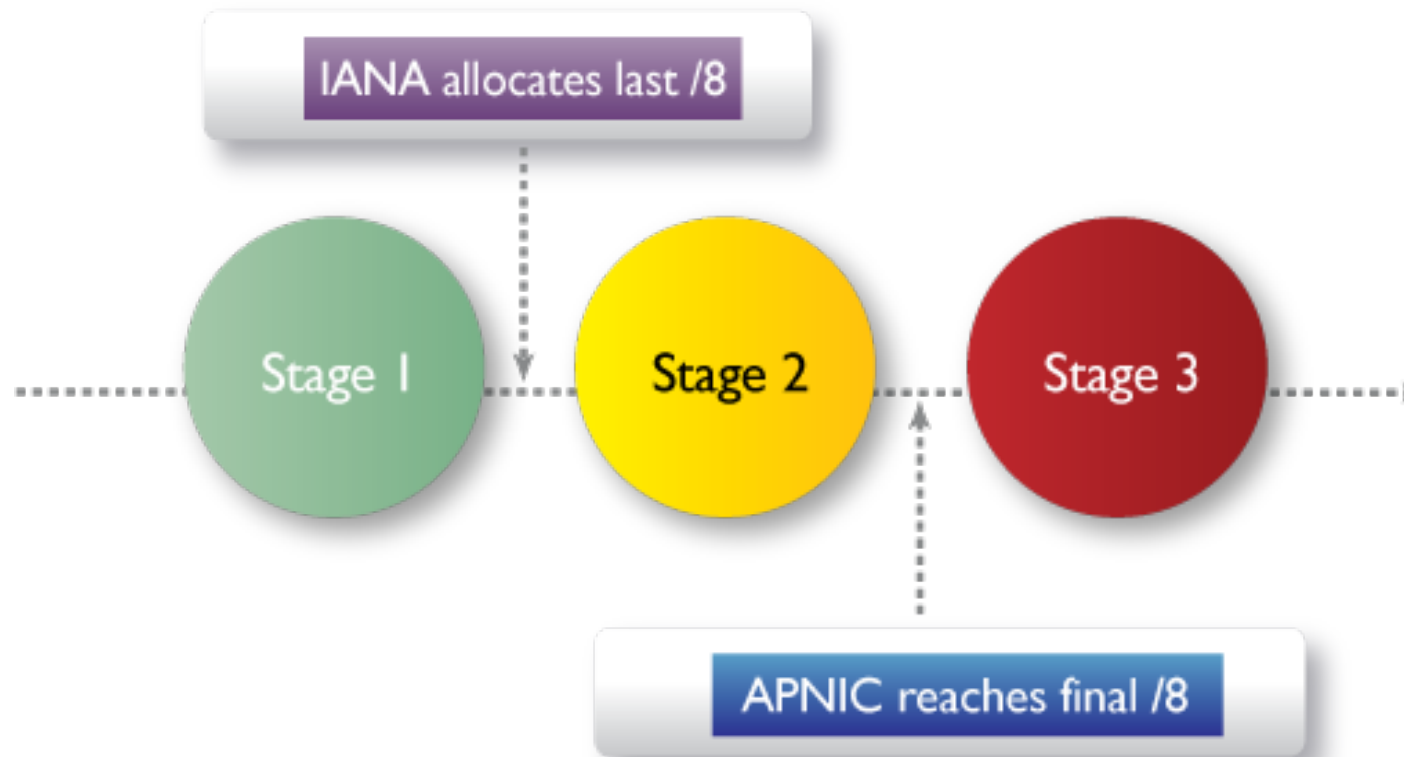 IANA allocates last /8
Stage 1
Stage 2
Stage 3
APNIC reaches final /8